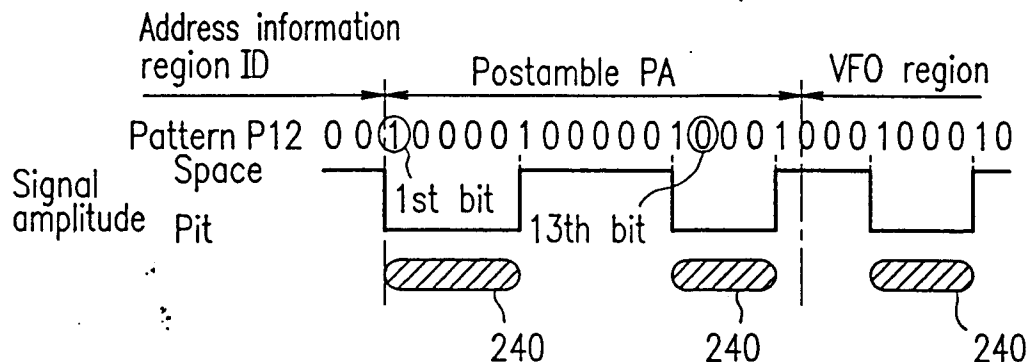 Address information
region ID
Postamble PA
VFO region
Pattern P12 0 0 1 0 0 0 0 1 0 0 0 0 0 1 0 0 0 1 0 0 0 1 0 0 0 1 0
Space
Signal
amplitude
1st bit
Pit
13th bit
240
240
240